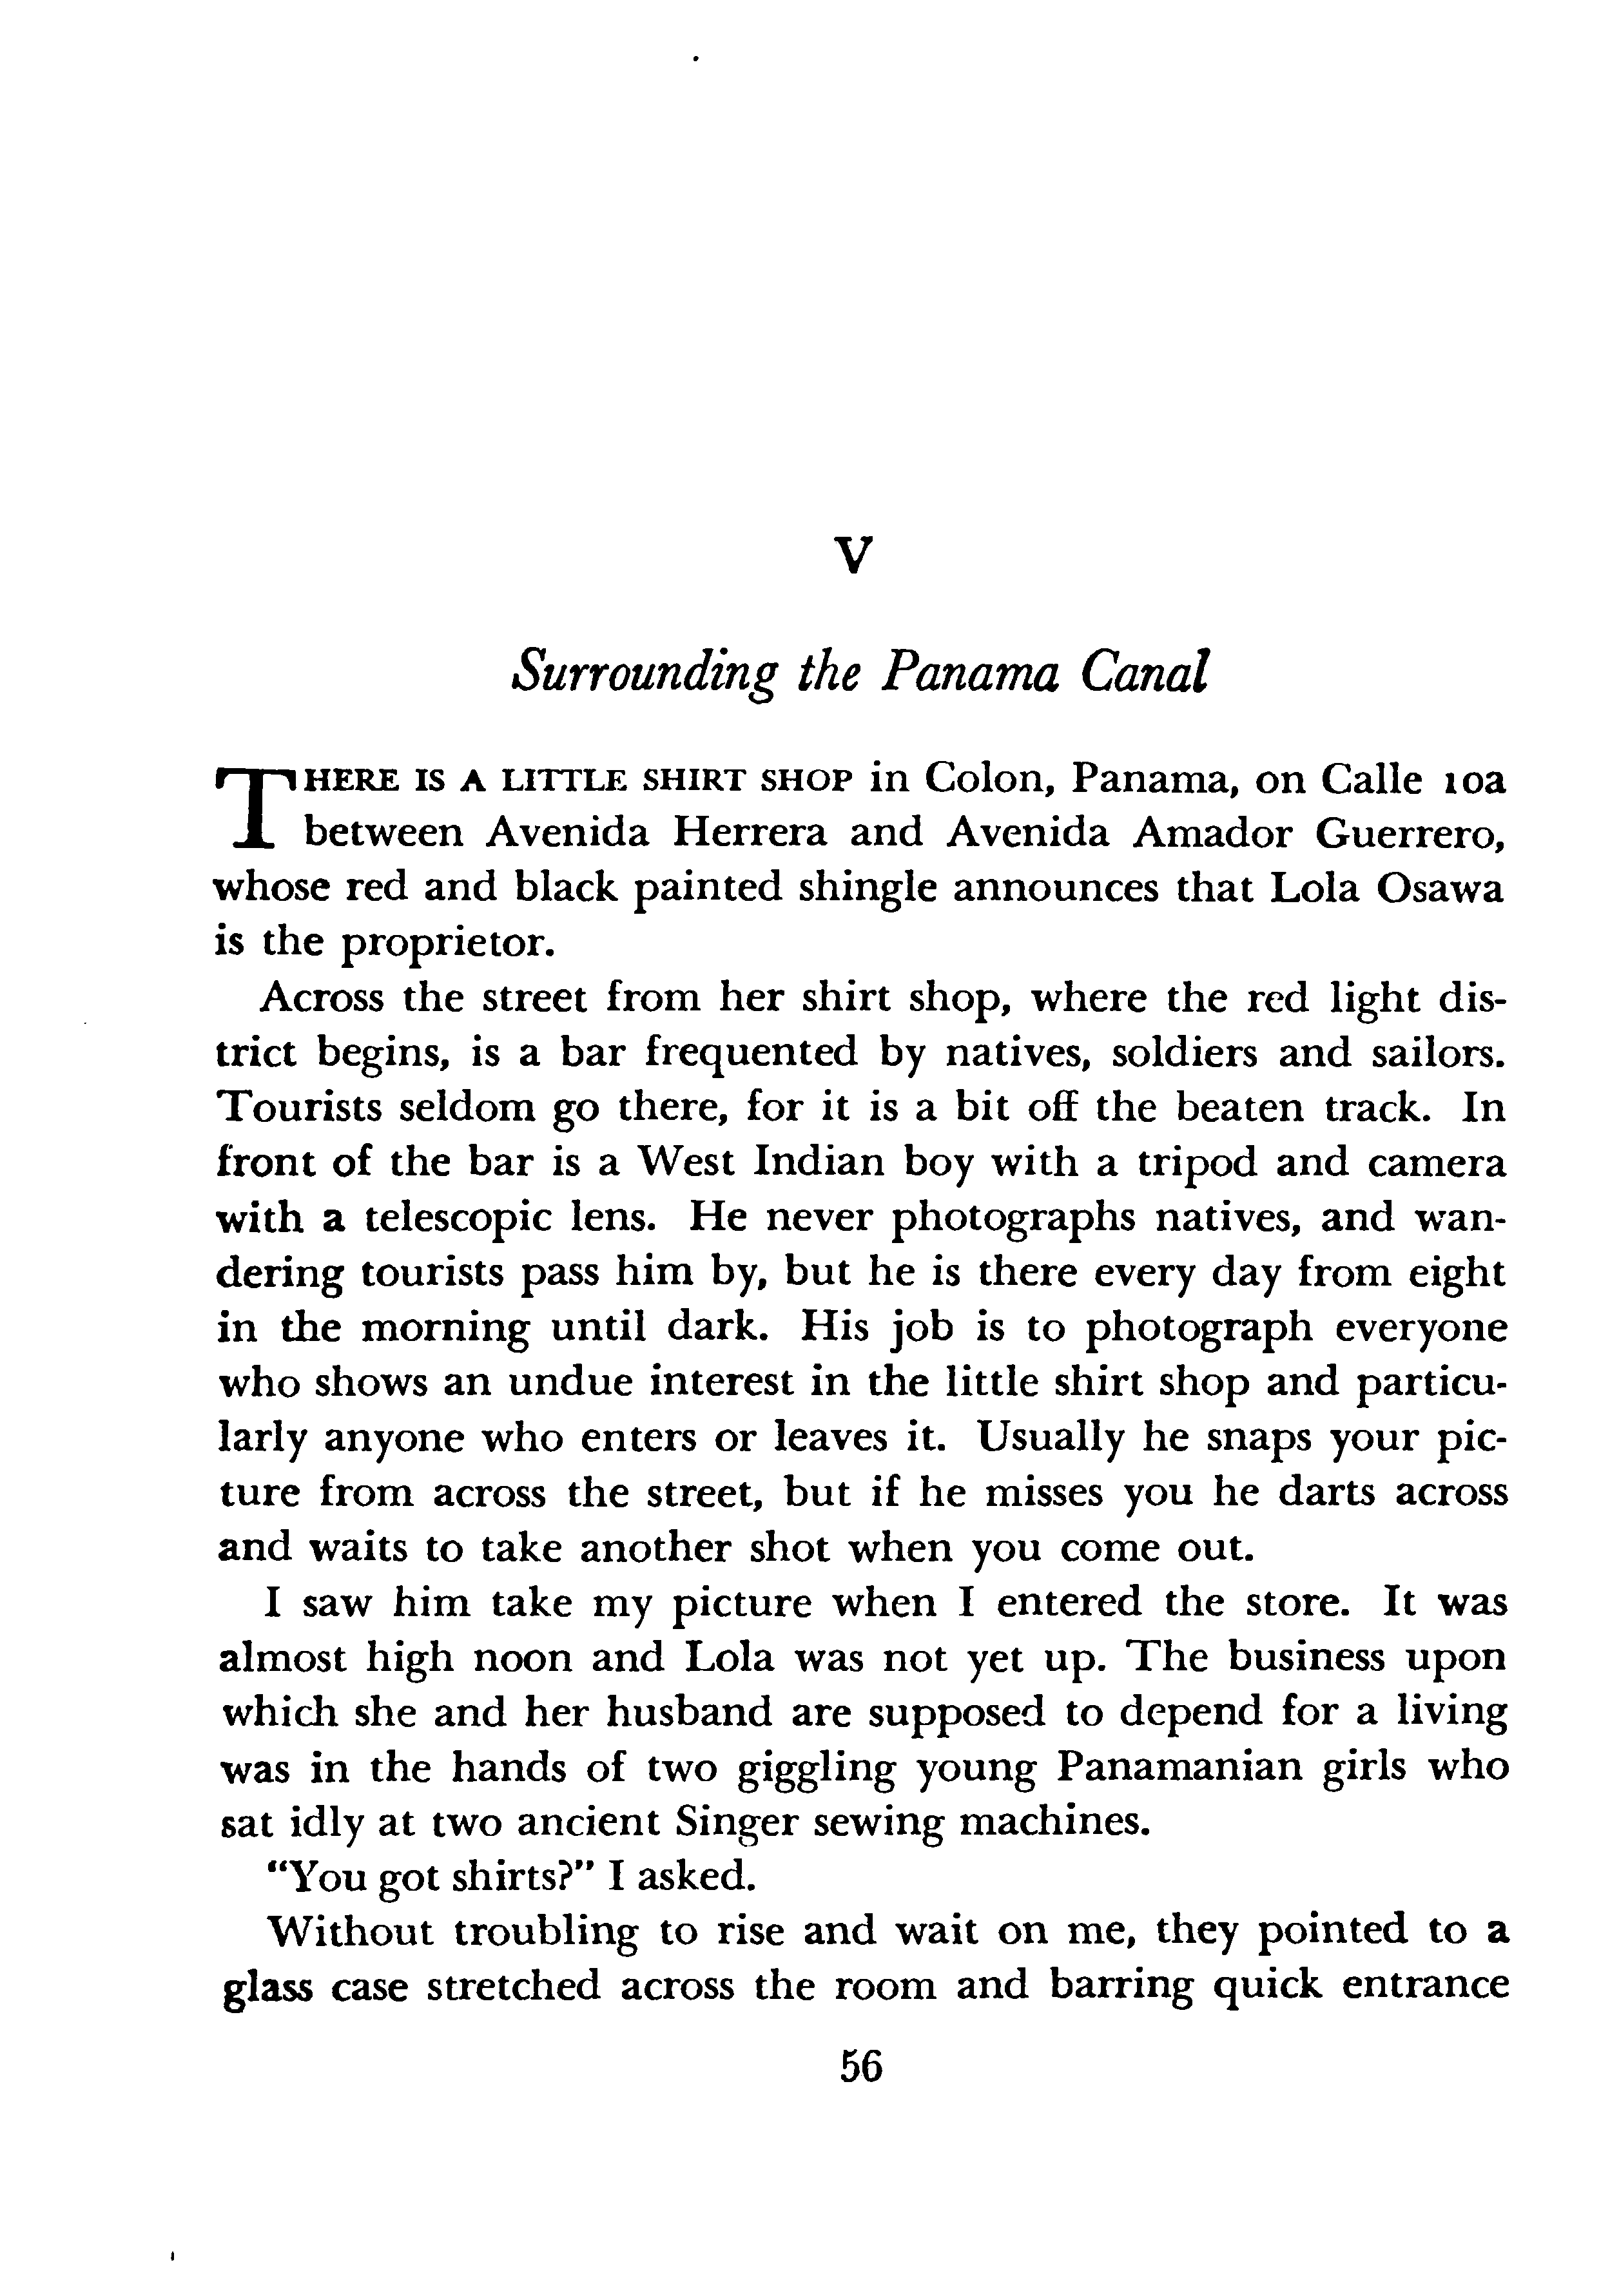 V
Surrounding the Panama Canal
THERE IS A LITTLE SHIRT SHOP in Colon, Panama, on Calle 10a
between Avenida Herrera and Avenida Amador Guerrero,
whose red and black painted shingle announces that Lola Osawa
is the proprietor.
Across the street from her shirt shop, where the red light dis-
trict begins, is a bar frequented by natives, soldiers and sailors.
Tourists seldom go there, for it is a bit off the beaten track. In
front of the bar is a West Indian boy with a tripod and camera
with a telescopic lens. He never photographs natives, and wan-
dering tourists pass him by, but he is there every day from eight
in the morning until dark. His job is to photograph everyone
who shows an undue interest in the little shirt shop and particu-
larly anyone who enters or leaves it. Usually he snaps your pic-
ture from across the street, but if he misses you he darts across
and waits to take another shot when you come out.
I saw him take my picture when I entered the store. It was
almost high noon and Lola was not yet up. The business upon
which she and her husband are supposed to depend for a living
was in the hands of two giggling young Panamanian girls who
sat idly at two ancient Singer sewing machines.
"You got shirts?" I asked.
Without troubling to rise and wait on me, they pointed to a
glass case stretched across the room and barring quick entrance
56